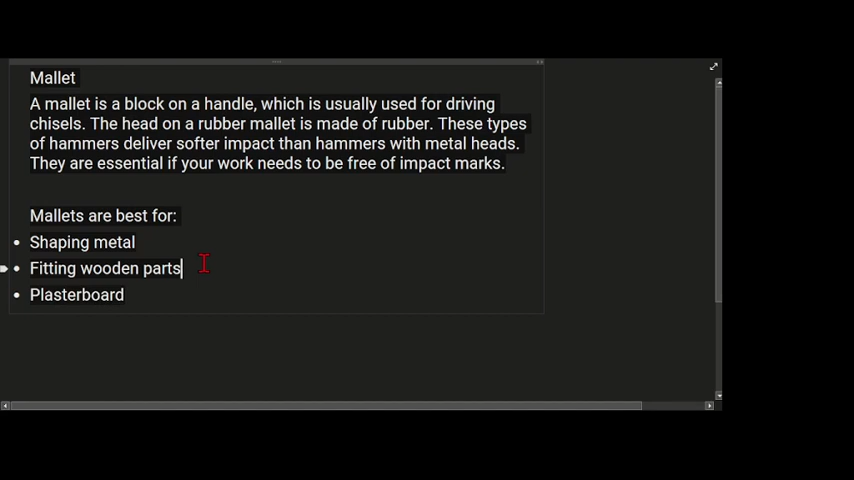 Mallet
A mallet is a block on a handle, which is usually used for driving
chisels. The head on a rubber mallet is made of rubber. These types
of hammers deliver softer impact than hammers with metal heads.
They are essential if your work needs to be free of impact marks.
Mallets are best for:
• Shaping metal
• Fitting wooden parts
• Plasterboard